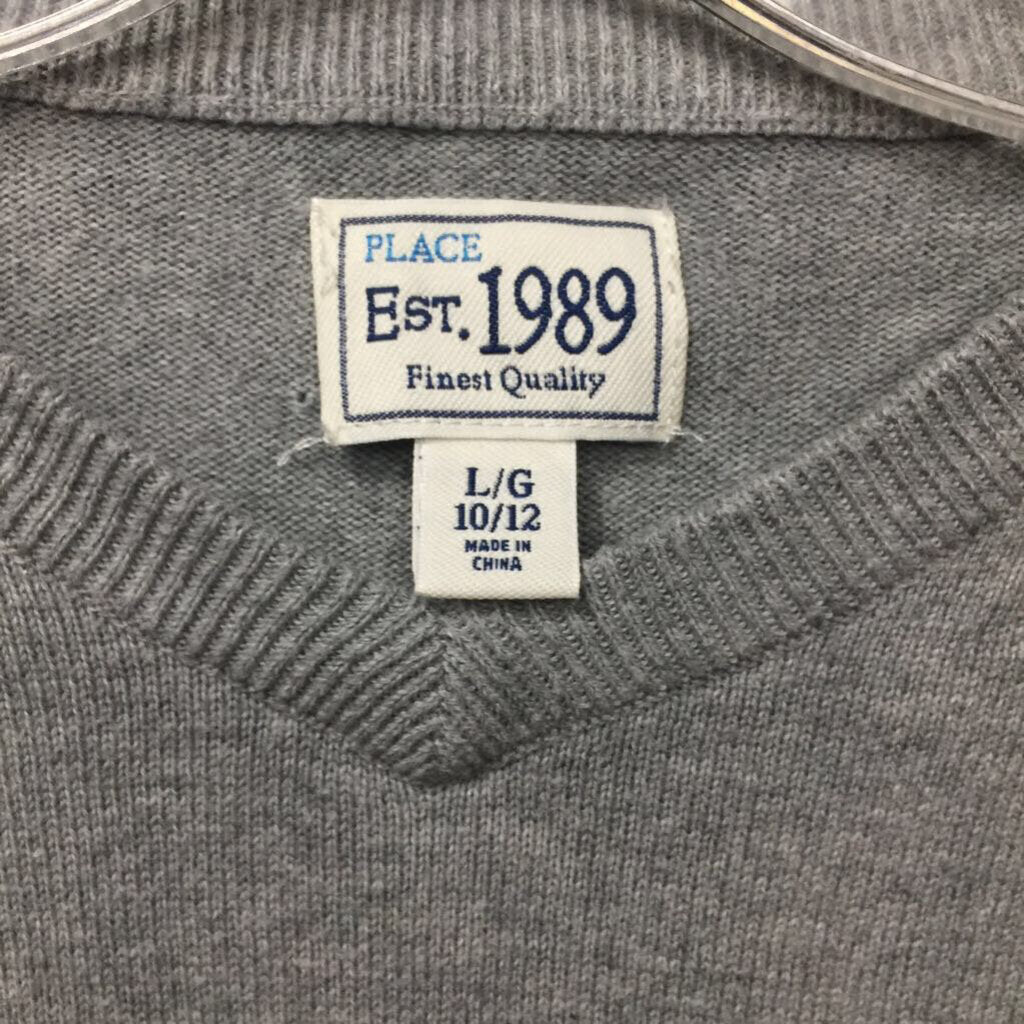 PLACE
EST. 1989
Finest Quality
L/G
10/12
MADE IN
CHINA